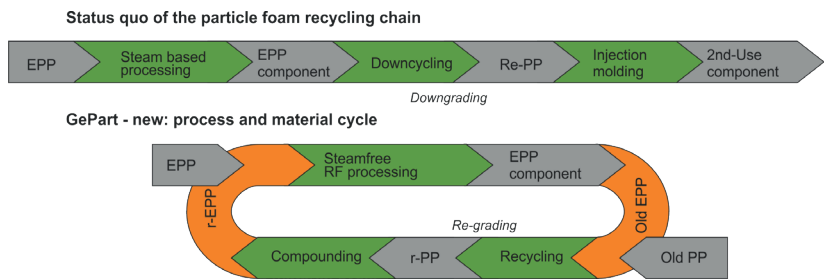 Status quo of the particle foam recycling chain
EPP
Steam based
processing
EPP
component
Downcycling
Re-PP
Injection
molding
2nd-Use
component
Downgrading
GePart - new: process and material cycle
EPP
Steamfree
RF processing
EPP
component
r-EPP
Old EPP
Re-grading
Compounding
r-PP
Recycling
Old PP